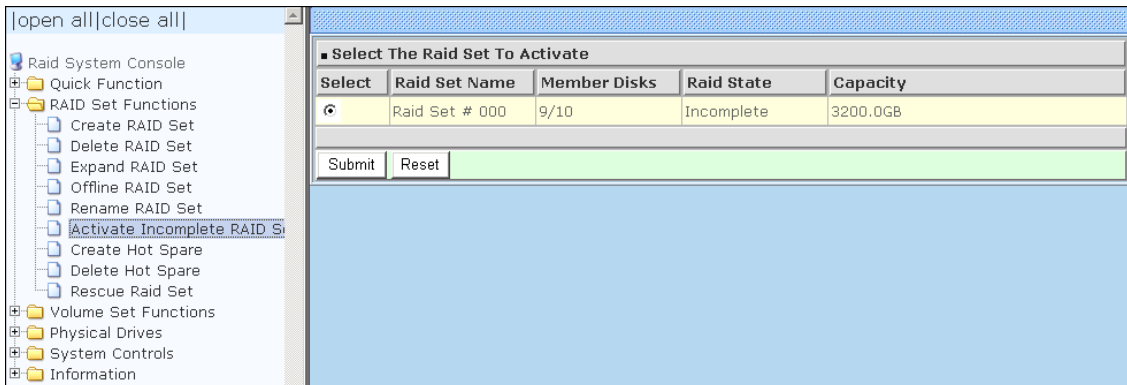 |open all|close all|
Raid System Console
Quick Function
RAID Set Functions
Create RAID Set
Delete RAID Set
Expand RAID Set
Offline RAID Set
Rename RAID Set
Activate Incomplete RAID
Create Hot Spare
Delete Hot Spare
Rescue Raid Set
Volume Set Functions
Physical Drives
System Controls
Information
Select The Raid Set To Activate
Select Raid Set Name Member Disks Raid State Capacity
Raid Set # 000 9/10 Incomplete 3200.0GB
Submit Reset